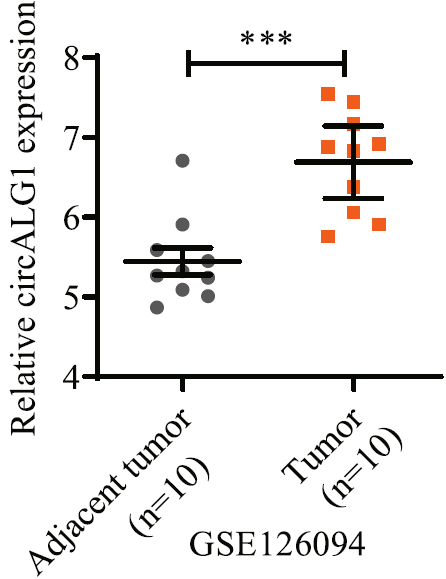 ***
Relative circALG1 expression
8
7
6
5
4
Adjacent tumor
(n=10)
Tumor
(n=10)
GSE126094